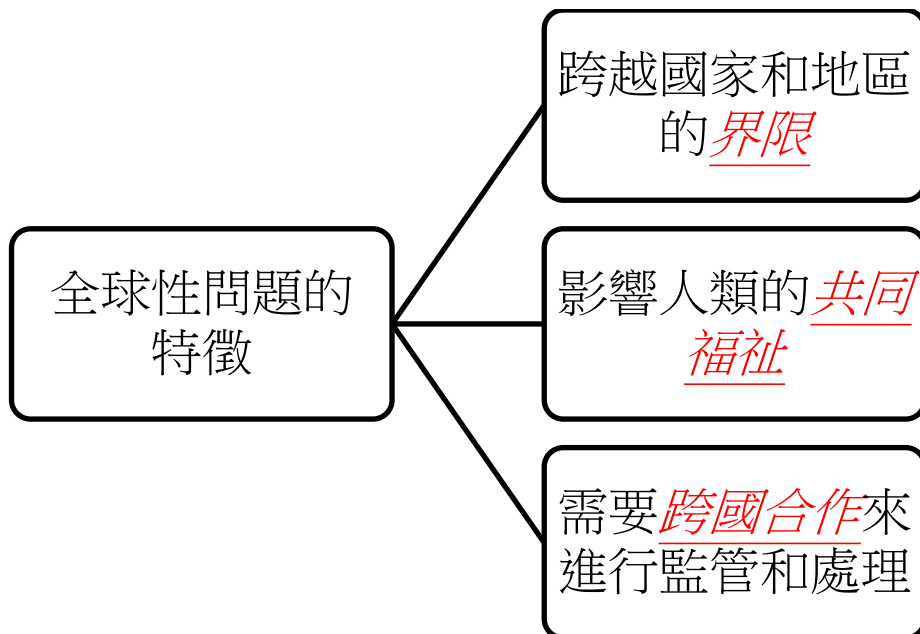 全球性問題的
特徵
跨越國家和地區
的界限
影響人類的共同
福祉
需要跨國合作來
進行監管和處理